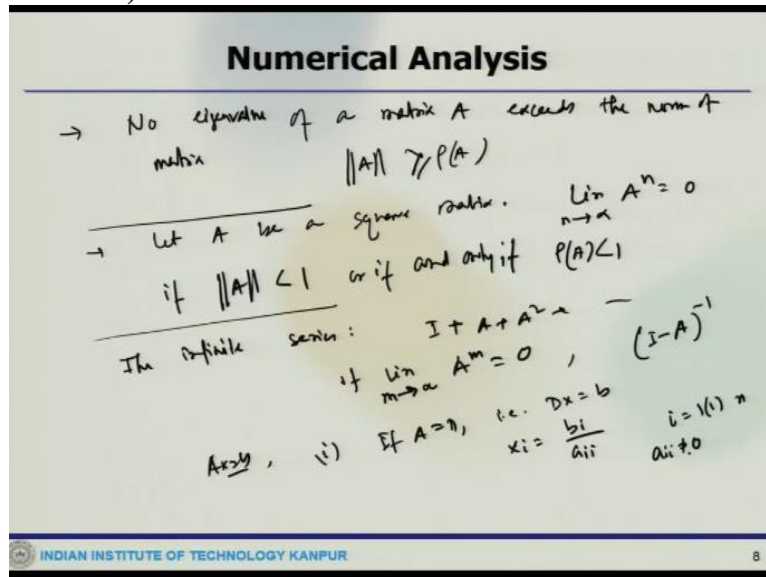 Numerical Analysis
→ No eigenvalue of a matrix A exceeds the norm of
matrix ||A|| ≥ ρ(A)
→ Let A be a square matrix. Lim A^n = 0
n→∝
if ||A|| < 1 or if and only if ρ(A)<1
The infinite series : I + A + A² + —
if lim A^m = 0 , (I-A)^-1
m→∝
Ax=y, (i) If A=D, i.e. Dx=b
xi = bi/aii i=1(1) n
aii≠0
INDIAN INSTITUTE OF TECHNOLOGY KANPUR 8